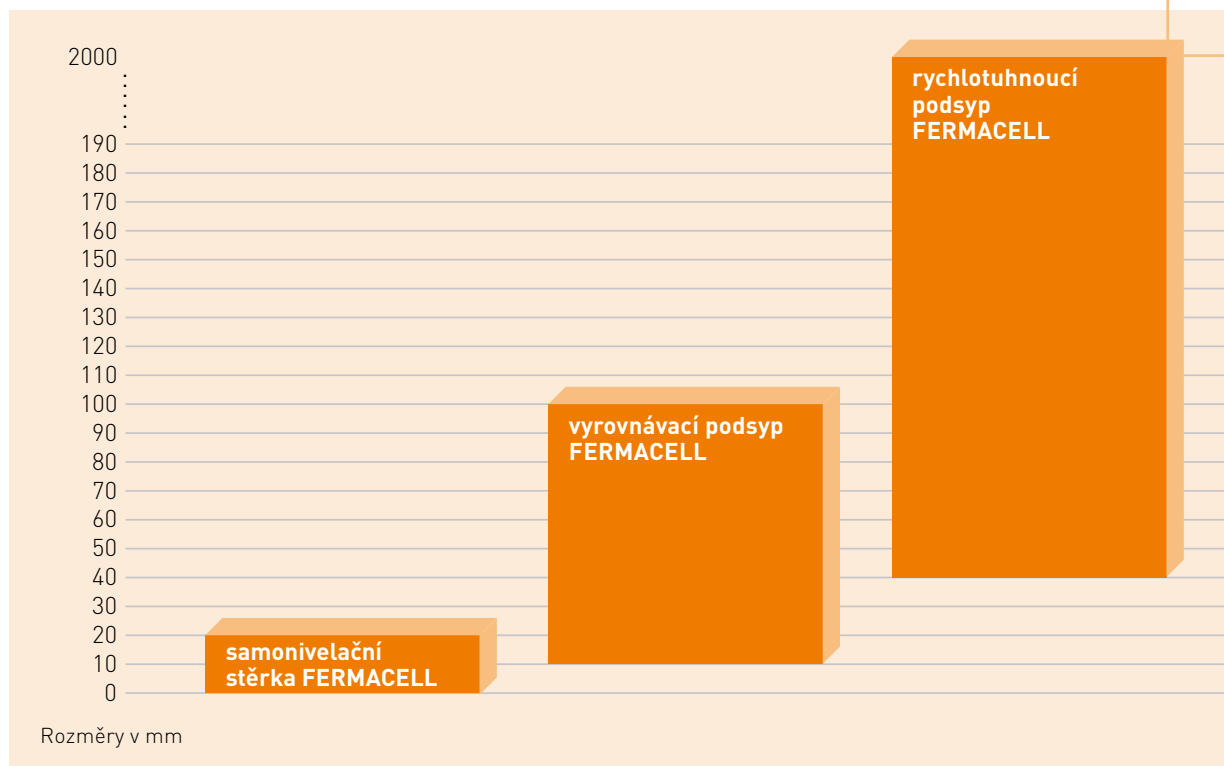 2000
190
180
170
160
150
140
130
120
110
100
90
80
70
60
50
40
30
20
10
0
rychlotuhnoucí
podsyp
FERMACELL
vyrovnávací podsyp
FERMACELL
samonivelační
stěrka FERMACELL
Rozměry v mm